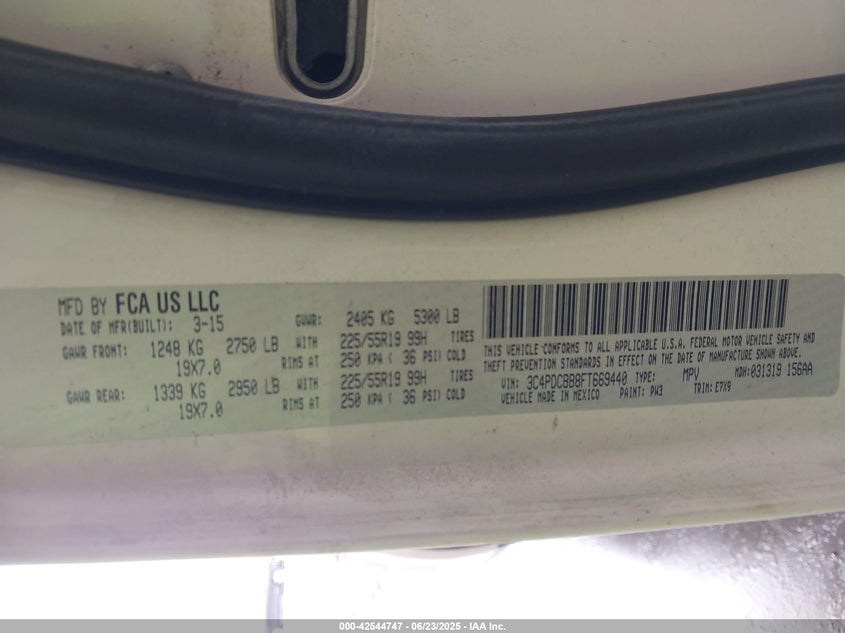 MFD BY FCA US LLC
DATE OF MFR(BUILT): 3-15 GVWR: 2405 KG 5300 LB
GAWR FRONT: 1248 KG 2750 LB WITH 225/55R19 99H TIRES
19X7.0 RIMS AT 250 KPA ( 36 PSI) COLD
GAWR REAR: 1339 KG 2950 LB WITH 225/55R19 99H TIRES
19X7.0 RIMS AT 250 KPA ( 36 PSI) COLD
THIS VEHICLE CONFORMS TO ALL APPLICABLE U.S.A. FEDERAL MOTOR VEHICLE SAFETY AND
THEFT PREVENTION STANDARDS IN EFFECT ON THE DATE OF MANUFACTURE SHOWN ABOVE.
VIN: 3C4PDCBB8FT669440 TYPE: MPV MDH:031319 156AA
VEHICLE MADE IN MEXICO PAINT: PW3 TRIM: E7X9
000-42544747 - 06/23/2025 - IAA Inc.